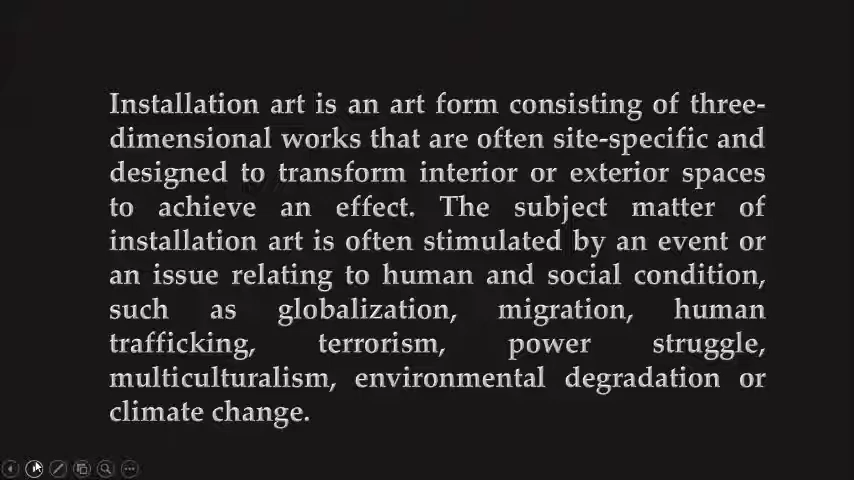 Installation art is an art form consisting of three-
dimensional works that are often site-specific and
designed to transform interior or exterior spaces
to achieve an effect. The subject matter of
installation art is often stimulated by an event or
an issue relating to human and social condition,
such as globalization, migration, human
trafficking, terrorism, power struggle,
multiculturalism, environmental degradation or
climate change.